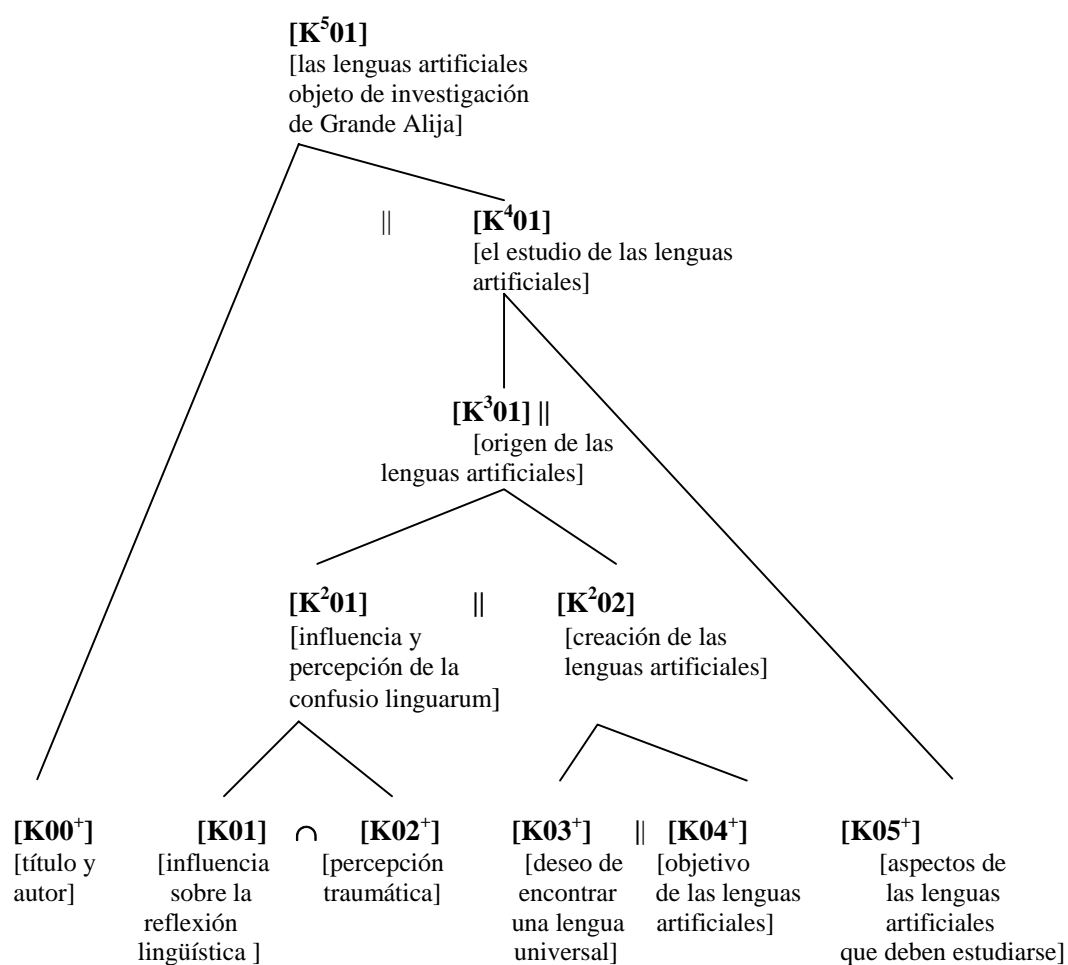 [K⁵01]
[las lenguas artificiales
objeto de investigación
de Grande Alija]
|| [K⁴01]
[el estudio de las lenguas
artificiales]
[K³01] ||
[origen de las
lenguas artificiales]
[K²01] || [K²02]
[influencia y
percepción de la
confusio linguarum]
[creación de las
lenguas artificiales]
[K00⁺] [K01] ∩ [K02⁺] [K03⁺] || [K04⁺] [K05⁺]
[título y
autor]
[influencia
sobre la
reflexión
lingüística ]
[percepción
traumática]
[deseo de
encontrar
una lengua
universal]
[objetivo
de las lenguas
artificiales]
[aspectos de
las lenguas
artificiales
que deben estudiarse]